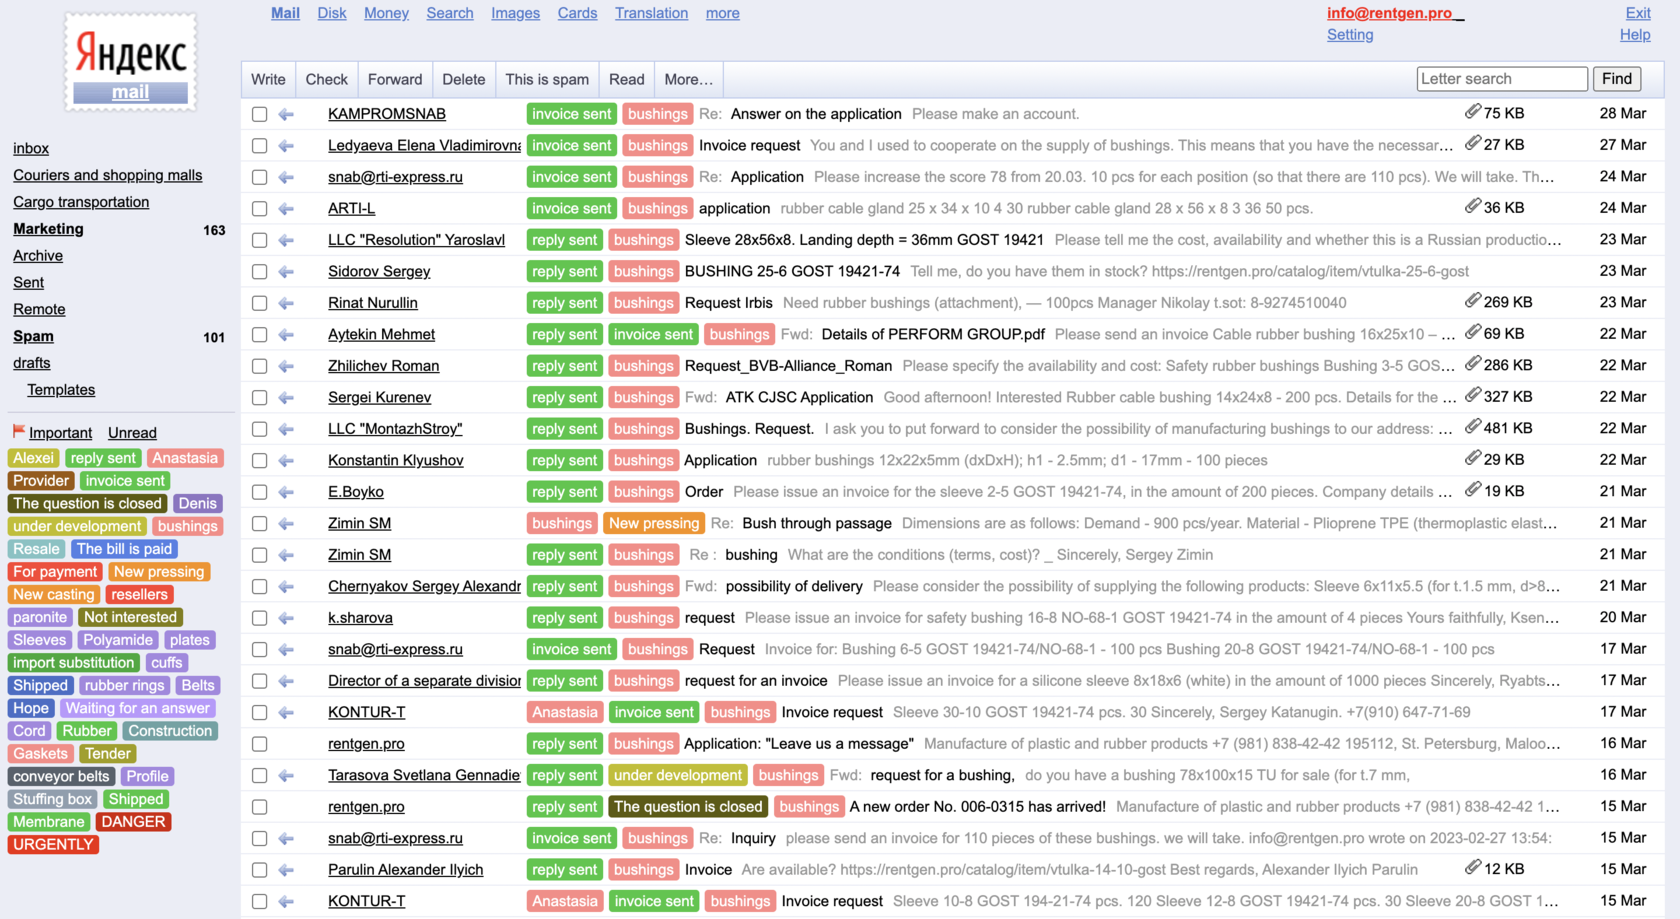 Mail Disk Money Search Images Cards Translation more
info@rentgen.pro _ Exit
Setting Help
Яндекс
mail
Write Check Forward Delete This is spam Read More... Letter search Find
inbox
Couriers and shopping malls
Cargo transportation
Marketing 163
Archive
Sent
Remote
Spam 101
drafts
Templates
Important Unread
Alexei reply sent Anastasia
Provider invoice sent
The question is closed Denis
under development bushings
Resale The bill is paid
For payment New pressing
New casting resellers
paronite Not interested
Sleeves Polyamide plates
import substitution cuffs
Shipped rubber rings Belts
Hope Waiting for an answer
Cord Rubber Construction
Gaskets Tender
conveyor belts Profile
Stuffing box Shipped
Membrane DANGER
URGENTLY
KAMPROMSNAB invoice sent bushings Re: Answer on the application Please make an account. 75 KB 28 Mar
Ledyaeva Elena Vladimirovna invoice sent bushings Invoice request You and I used to cooperate on the supply of bushings. This means that you have the necessar... 27 KB 27 Mar
snab@rti-express.ru invoice sent bushings Re: Application Please increase the score 78 from 20.03. 10 pcs for each position (so that there are 110 pcs). We will take. Th... 24 Mar
ARTI-L invoice sent bushings application rubber cable gland 25 x 34 x 10 4 30 rubber cable gland 28 x 56 x 8 3 36 50 pcs. 36 KB 24 Mar
LLC "Resolution" Yaroslavl reply sent bushings Sleeve 28x56x8. Landing depth = 36mm GOST 19421 Please tell me the cost, availability and whether this is a Russian productio... 23 Mar
Sidorov Sergey reply sent bushings BUSHING 25-6 GOST 19421-74 Tell me, do you have them in stock? https://rentgen.pro/catalog/item/vtulka-25-6-gost 23 Mar
Rinat Nurullin reply sent bushings Request Irbis Need rubber bushings (attachment), — 100pcs Manager Nikolay t.sot: 8-9274510040 269 KB 23 Mar
Aytekin Mehmet reply sent invoice sent bushings Fwd: Details of PERFORM GROUP.pdf Please send an invoice Cable rubber bushing 16x25x10 – ... 69 KB 22 Mar
Zhilichev Roman reply sent bushings Request_BVB-Alliance_Roman Please specify the availability and cost: Safety rubber bushings Bushing 3-5 GOS... 286 KB 22 Mar
Sergei Kurenev reply sent bushings Fwd: ATK CJSC Application Good afternoon! Interested Rubber cable bushing 14x24x8 - 200 pcs. Details for the ... 327 KB 22 Mar
LLC "MontazhStroy" reply sent bushings Bushings. Request. I ask you to put forward to consider the possibility of manufacturing bushings to our address: ... 481 KB 22 Mar
Konstantin Klyushov reply sent bushings Application rubber bushings 12x22x5mm (dxDxH); h1 - 2.5mm; d1 - 17mm - 100 pieces 29 KB 22 Mar
E.Boyko reply sent bushings Order Please issue an invoice for the sleeve 2-5 GOST 19421-74, in the amount of 200 pieces. Company details ... 19 KB 21 Mar
Zimin SM bushings New pressing Re: Bush through passage Dimensions are as follows: Demand - 900 pcs/year. Material - Plioprene TPE (thermoplastic elast... 21 Mar
Zimin SM reply sent bushings Re : bushing What are the conditions (terms, cost)? _ Sincerely, Sergey Zimin 21 Mar
Chernyakov Sergey Alexandr reply sent bushings Fwd: possibility of delivery Please consider the possibility of supplying the following products: Sleeve 6x11x5.5 (for t.1.5 mm, d>8... 21 Mar
k.sharova reply sent bushings request Please issue an invoice for safety bushing 16-8 NO-68-1 GOST 19421-74 in the amount of 4 pieces Yours faithfully, Ksen... 20 Mar
snab@rti-express.ru invoice sent bushings Request Invoice for: Bushing 6-5 GOST 19421-74/NO-68-1 - 100 pcs Bushing 20-8 GOST 19421-74/NO-68-1 - 100 pcs 17 Mar
Director of a separate division reply sent bushings request for an invoice Please issue an invoice for a silicone sleeve 8x18x6 (white) in the amount of 1000 pieces Sincerely, Ryabts... 17 Mar
KONTUR-T Anastasia invoice sent bushings Invoice request Sleeve 30-10 GOST 19421-74 pcs. 30 Sincerely, Sergey Katanugin. +7(910) 647-71-69 17 Mar
rentgen.pro reply sent bushings Application: "Leave us a message" Manufacture of plastic and rubber products +7 (981) 838-42-42 195112, St. Petersburg, Maloo... 16 Mar
Tarasova Svetlana Gennadie reply sent under development bushings Fwd: request for a bushing, do you have a bushing 78x100x15 TU for sale (for t.7 mm, 16 Mar
rentgen.pro reply sent The question is closed bushings A new order No. 006-0315 has arrived! Manufacture of plastic and rubber products +7 (981) 838-42-42 1... 15 Mar
snab@rti-express.ru invoice sent bushings Re: Inquiry please send an invoice for 110 pieces of these bushings. we will take. info@rentgen.pro wrote on 2023-02-27 13:54: 15 Mar
Parulin Alexander Ilyich reply sent bushings Invoice Are available? https://rentgen.pro/catalog/item/vtulka-14-10-gost Best regards, Alexander Ilyich Parulin 12 KB 15 Mar
KONTUR-T Anastasia invoice sent bushings Invoice request Sleeve 10-8 GOST 194-21-74 pcs. 120 Sleeve 12-8 GOST 19421-74 pcs. 30 Sleeve 20-8 GOST 1... 15 Mar